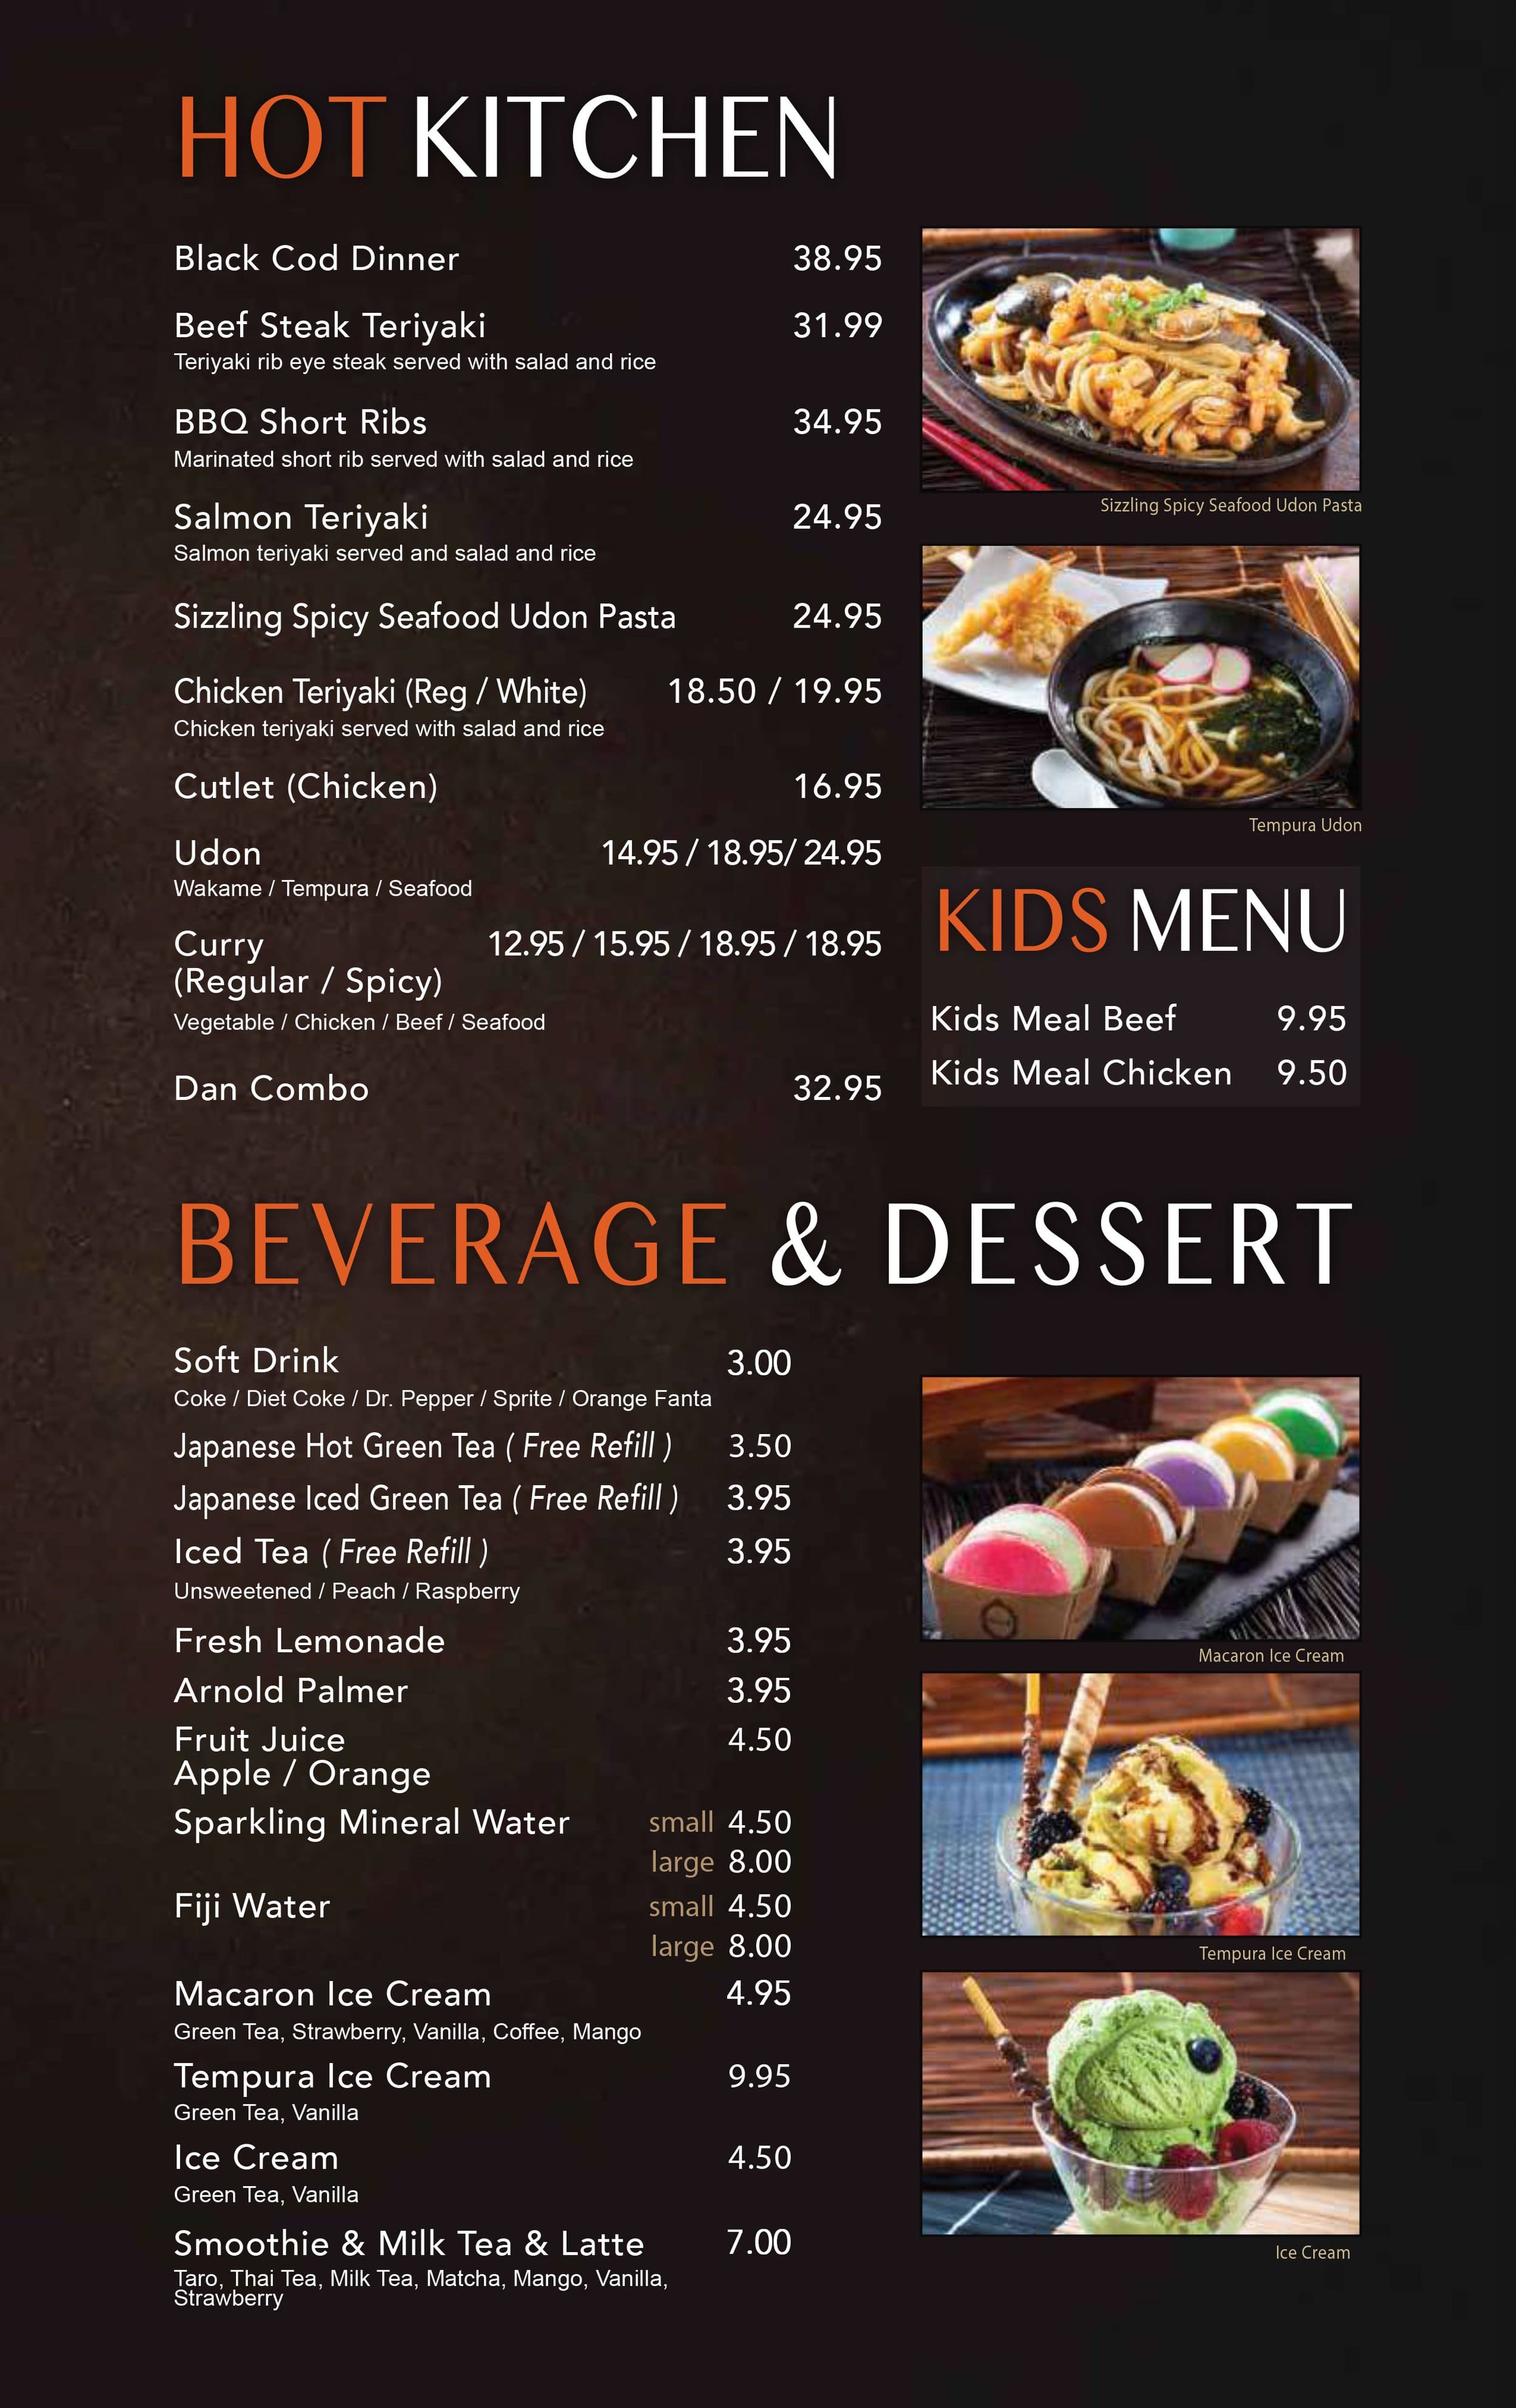 HOT KITCHEN
Black Cod Dinner 38.95
Beef Steak Teriyaki 31.99
Teriyaki rib eye steak served with salad and rice
BBQ Short Ribs 34.95
Marinated short rib served with salad and rice
Salmon Teriyaki 24.95
Salmon teriyaki served and salad and rice
Sizzling Spicy Seafood Udon Pasta 24.95
Chicken Teriyaki (Reg / White) 18.50 / 19.95
Chicken teriyaki served with salad and rice
Cutlet (Chicken) 16.95
Udon 14.95 / 18.95/ 24.95
Wakame / Tempura / Seafood
Curry 12.95 / 15.95 / 18.95 / 18.95
(Regular / Spicy)
Vegetable / Chicken / Beef / Seafood
Dan Combo 32.95
Sizzling Spicy Seafood Udon Pasta
Tempura Udon
KIDS MENU
Kids Meal Beef 9.95
Kids Meal Chicken 9.50
BEVERAGE & DESSERT
Soft Drink 3.00
Coke / Diet Coke / Dr. Pepper / Sprite / Orange Fanta
Japanese Hot Green Tea ( Free Refill ) 3.50
Japanese Iced Green Tea ( Free Refill ) 3.95
Iced Tea ( Free Refill ) 3.95
Unsweetened / Peach / Raspberry
Fresh Lemonade 3.95
Arnold Palmer 3.95
Fruit Juice 4.50
Apple / Orange
Sparkling Mineral Water small 4.50
large 8.00
Fiji Water small 4.50
large 8.00
Macaron Ice Cream 4.95
Green Tea, Strawberry, Vanilla, Coffee, Mango
Tempura Ice Cream 9.95
Green Tea, Vanilla
Ice Cream 4.50
Green Tea, Vanilla
Smoothie & Milk Tea & Latte 7.00
Taro, Thai Tea, Milk Tea, Matcha, Mango, Vanilla,
Strawberry
Macaron Ice Cream
Tempura Ice Cream
Ice Cream